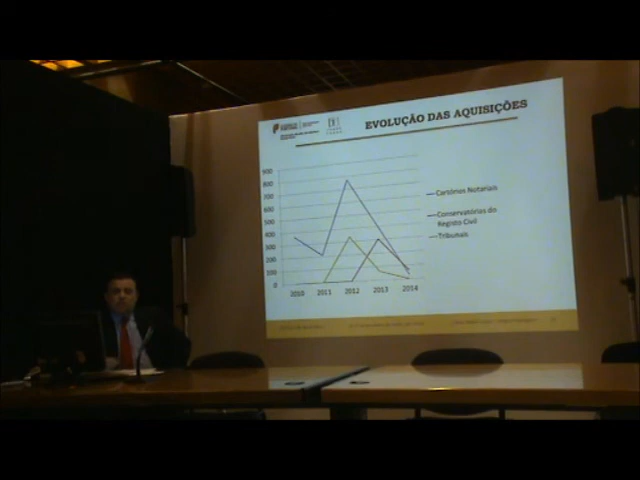 EVOLUÇÃO DAS AQUISIÇÕES
900
800
700
600
500
400
300
200
100
0
2010 2011 2012 2013 2014
Cartórios Notariais
Conservatórias do
Registo Civil
Tribunais